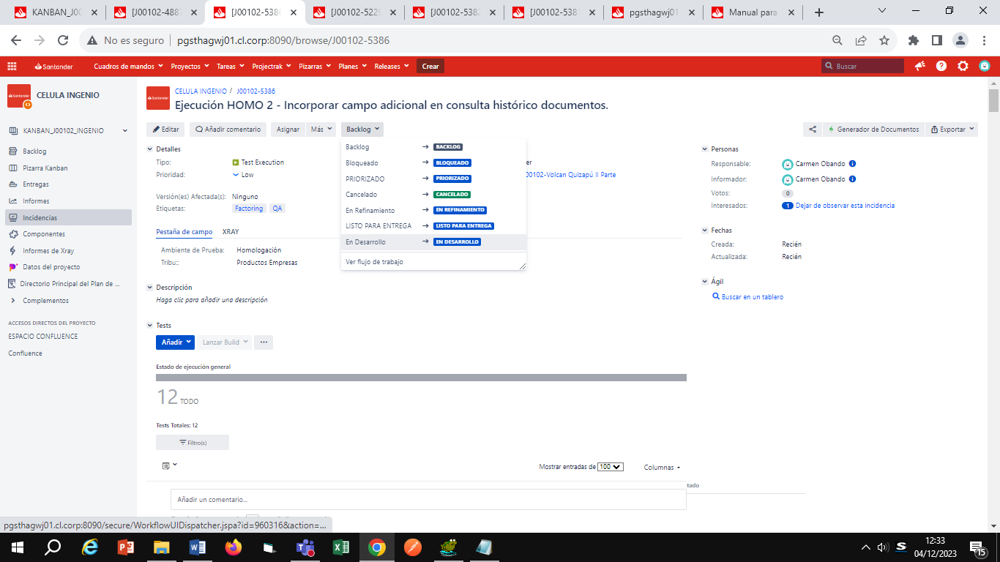 KANBAN_J00
[J00102-488
[J00102-538
[J00102-522
[J00102-538
[J00102-538
pgsthagwj01
Manual para
No es seguro
pgsthagwj01.cl.corp:8090/browse/J00102-5386
Santander
Cuadros de mandos
Proyectos
Tareas
Projectrak
Pizarras
Planes
Releases
Crear
Buscar
Santander
CELULA INGENIO
KANBAN_J00102_INGENIO
Backlog
Pizarra Kanban
Entregas
Informes
Incidencias
Componentes
Informes de Xray
Datos del proyecto
Directorio Principal del Plan de ...
Complementos
ACCESOS DIRECTOS DEL PROYECTO
ESPACIO CONFLUENCE
Confluence
Santander
CELULA INGENIO / J00102-5386
Ejecución HOMO 2 - Incorporar campo adicional en consulta histórico documentos.
Editar
Añadir comentario
Asignar
Más
Backlog
Generador de Documentos
Exportar
Detalles
Tipo: Test Execution
Prioridad: Low
Versión(es) Afectada(s): Ninguno
Etiquetas: Factoring QA
Pestaña de campo
XRAY
Ambiente de Prueba: Homologación
Tribu:: Productos Empresas
Backlog → BACKLOG
Bloqueado → BLOQUEADO
PRIORIZADO → PRIORIZADO
Cancelado → CANCELADO
En Refinamiento → EN REFINAMIENTO
LISTO PARA ENTREGA → LISTO PARA ENTREGA
En Desarrollo → EN DESARROLLO
Ver flujo de trabajo
er
00102-Volcan Quizapú II Parte
Descripción
Haga clic para añadir una descripción
Tests
Añadir
Lanzar Build
Estado de ejecución general
12 TODO
Tests Totales: 12
Filtro(s)
Mostrar entradas de 100
Columnas
tado
Añadir un comentario...
Personas
Responsable: Carmen Obando
Informador: Carmen Obando
Votos: 0
Interesados: 1 Dejar de observar esta incidencia
Fechas
Creada: Recién
Actualizada: Recién
Ágil
Buscar en un tablero
pgsthagwj01.cl.corp:8090/secure/WorkflowUIDispatcher.jspa?id=960316&action=...
12:33
04/12/2023
15